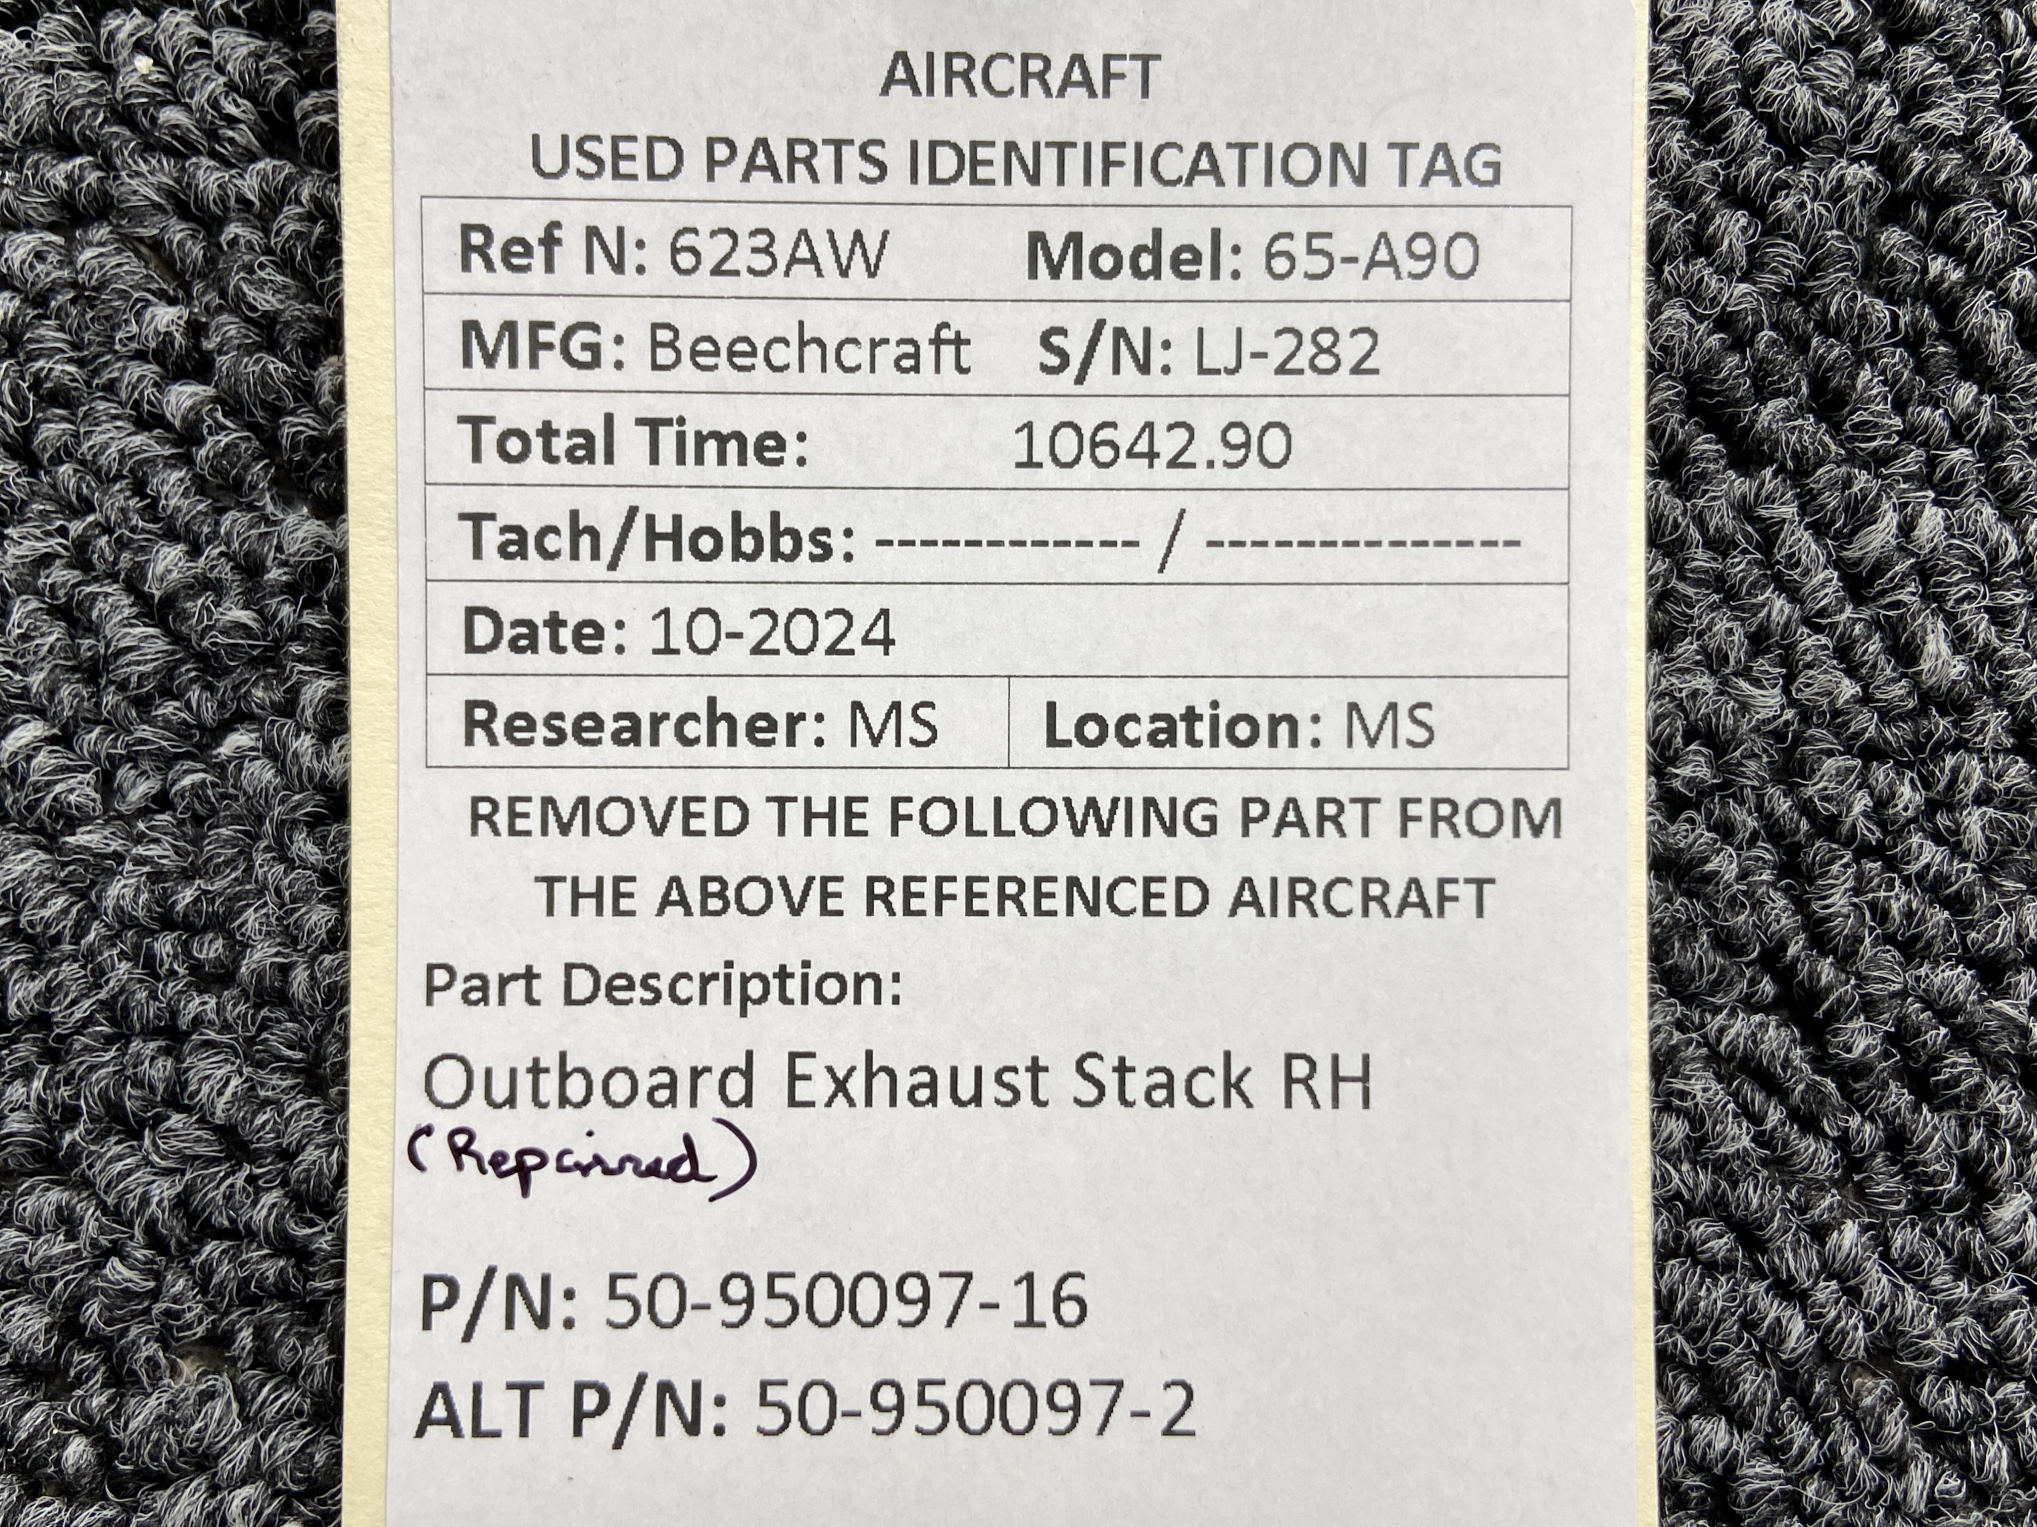 AIRCRAFT
USED PARTS IDENTIFICATION TAG
Ref N: 623AW Model: 65-A90
MFG: Beechcraft S/N: LJ-282
Total Time: 10642.90
Tach/Hobbs: ------------ / --------------
Date: 10-2024
Researcher: MS Location: MS
REMOVED THE FOLLOWING PART FROM
THE ABOVE REFERENCED AIRCRAFT
Part Description:
Outboard Exhaust Stack RH
(Repairred)
P/N: 50-950097-16
ALT P/N: 50-950097-2